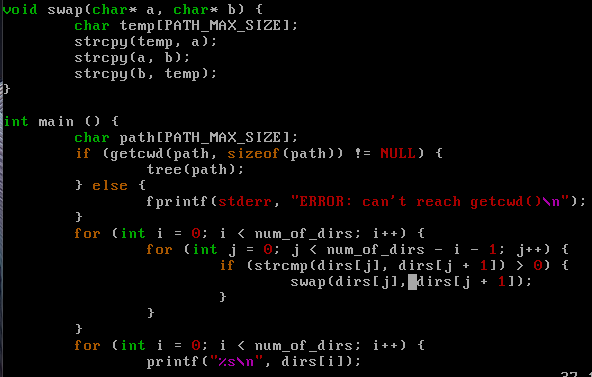 void swap(char* a, char* b) {
        char temp[PATH_MAX_SIZE];
        strcpy(temp, a);
        strcpy(a, b);
        strcpy(b, temp);
}
int main () {
        char path[PATH_MAX_SIZE];
        if (getcwd(path, sizeof(path)) != NULL) {
                tree(path);
        } else {
                fprintf(stderr, "ERROR: can't reach getcwd()\n");
        }
        for (int i = 0; i < num_of_dirs; i++) {
                for (int j = 0; j < num_of_dirs - i - 1; j++) {
                        if (strcmp(dirs[j], dirs[j + 1]) > 0) {
                                swap(dirs[j], dirs[j + 1]);
                        }
                }
        }
        for (int i = 0; i < num_of_dirs; i++) {
                printf("%s\n", dirs[i]);